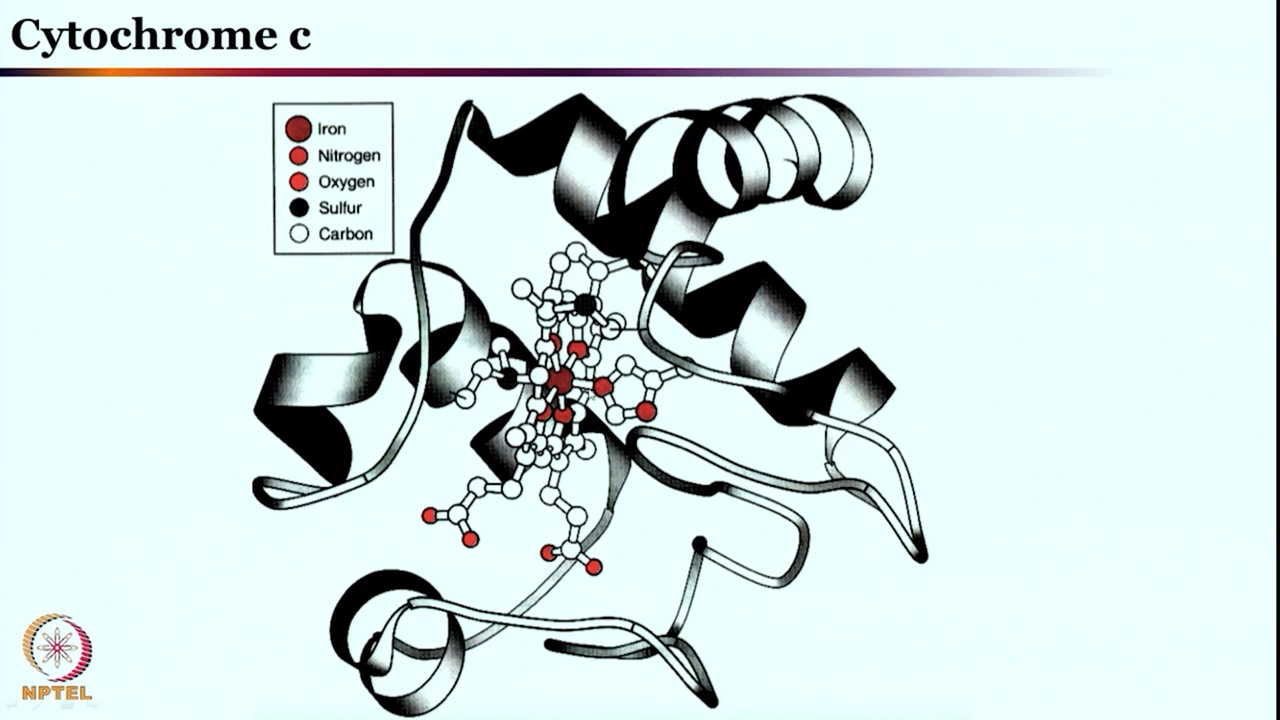 Cytochrome c
Iron
Nitrogen
Oxygen
Sulfur
Carbon
NPTEL